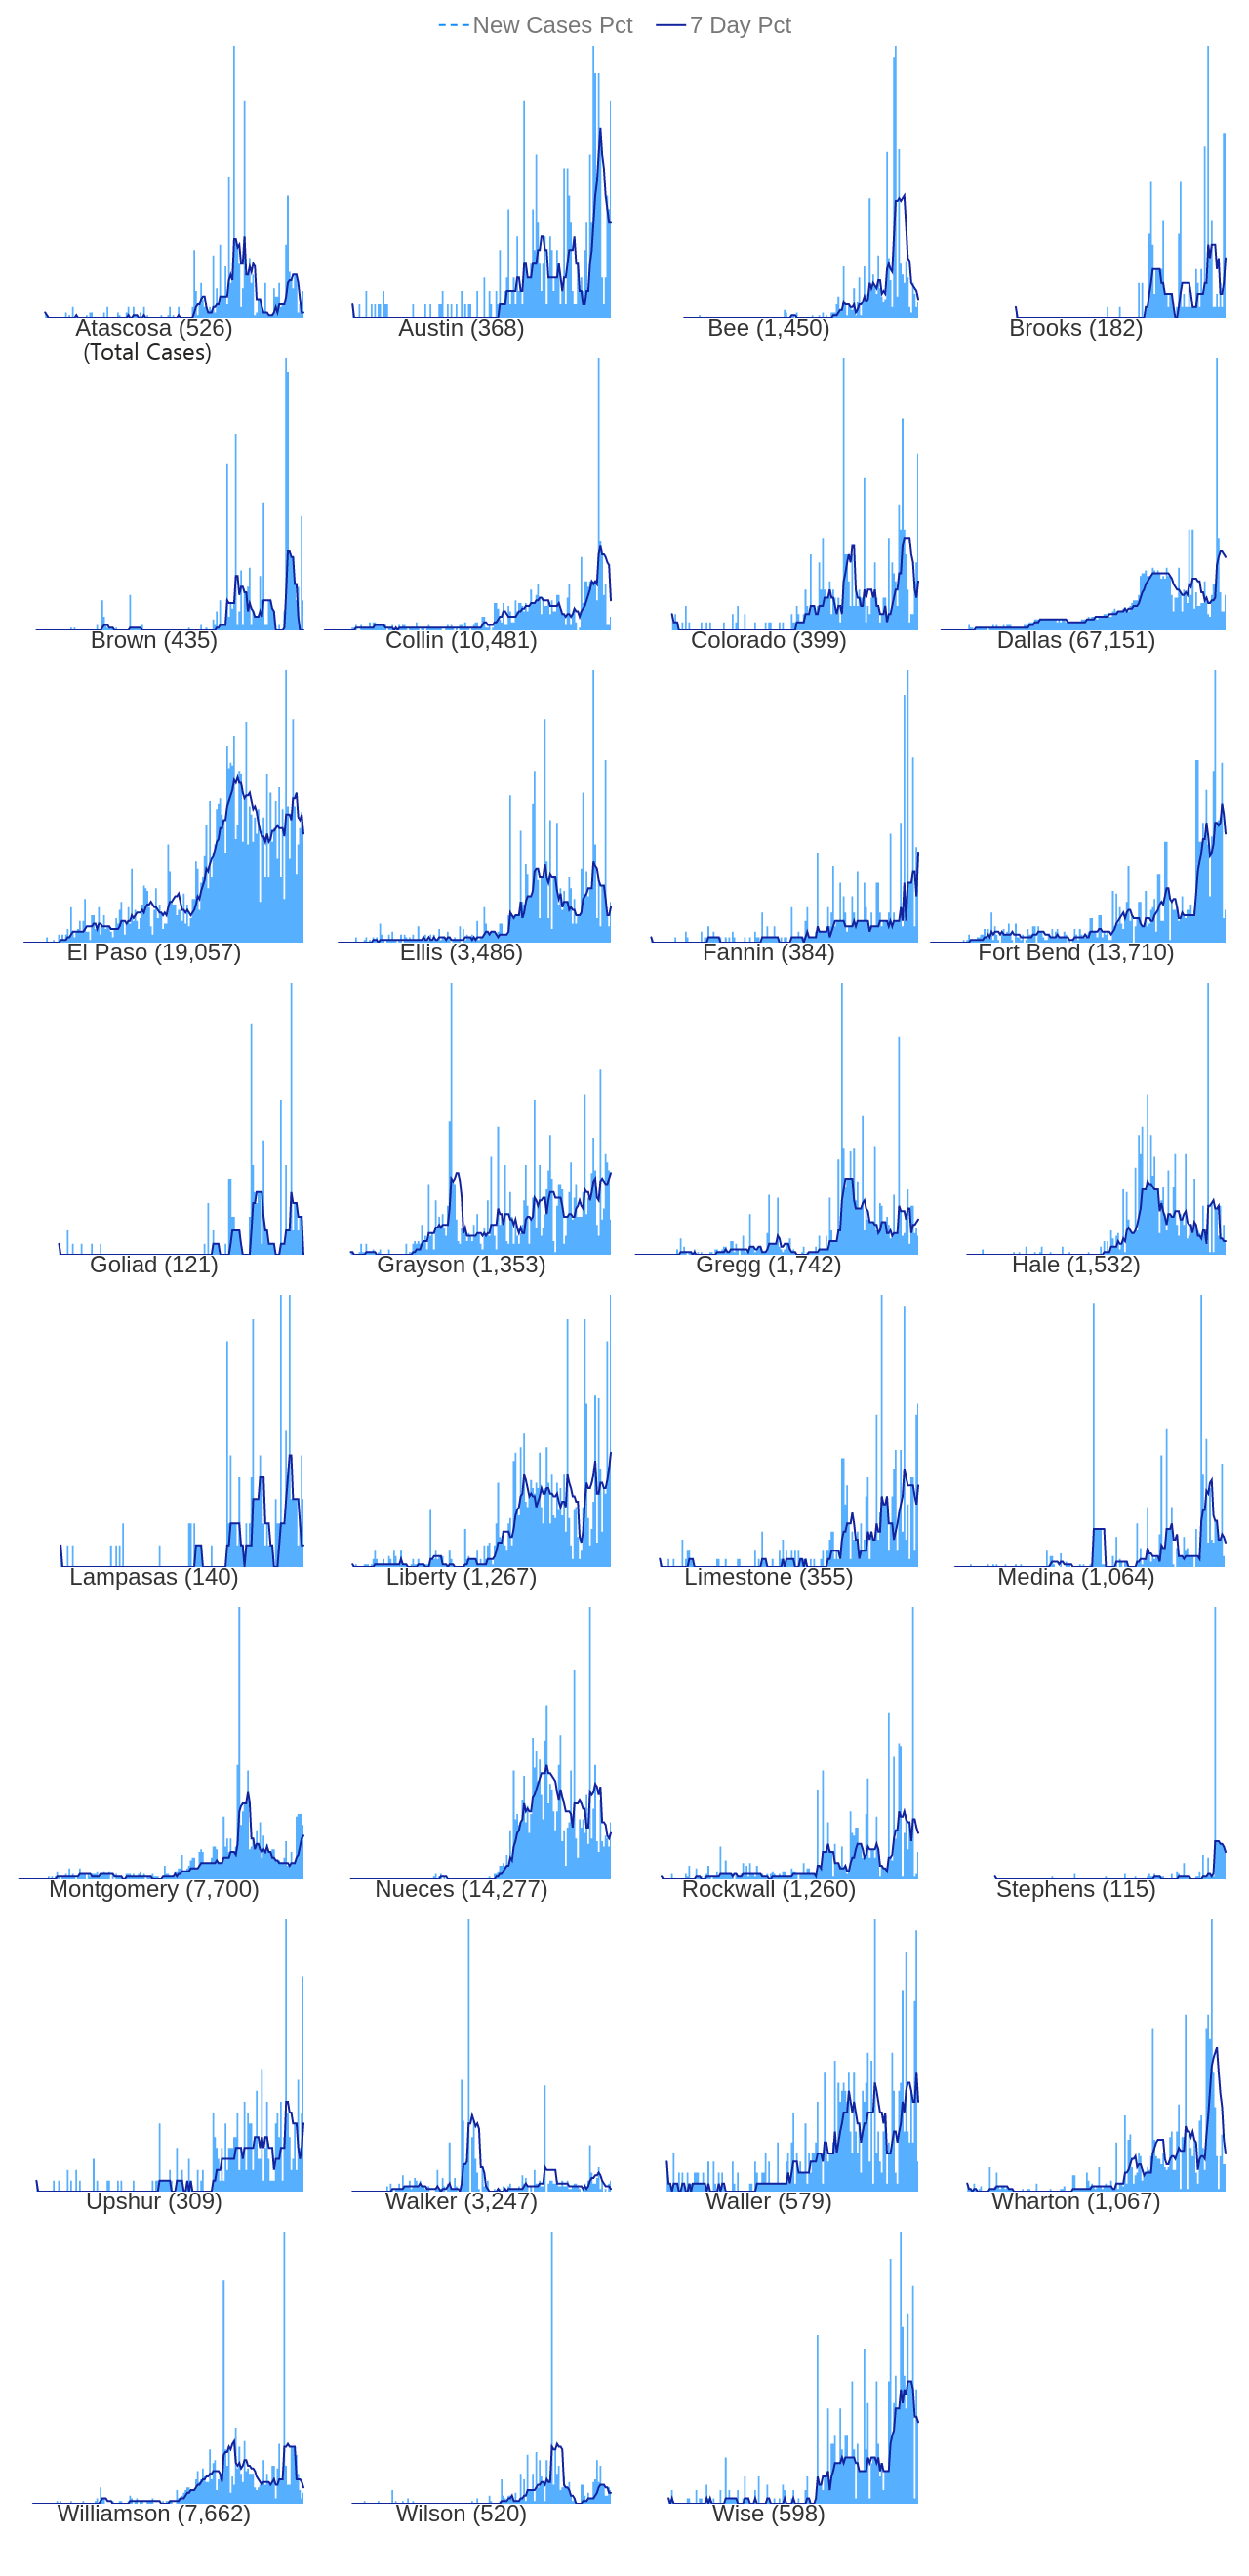 New Cases Pct 7 Day Pct
Atascosa (526) Austin (368) Bee (1,450) Brooks (182)
(Total Cases)
Brown (435) Collin (10,481) Colorado (399) Dallas (67,151)
El Paso (19,057) Ellis (3,486) Fannin (384) Fort Bend (13,710)
Goliad (121) Grayson (1,353) Gregg (1,742) Hale (1,532)
Lampasas (140) Liberty (1,267) Limestone (355) Medina (1,064)
Montgomery (7,700) Nueces (14,277) Rockwall (1,260) Stephens (115)
Upshur (309) Walker (3,247) Waller (579) Wharton (1,067)
Williamson (7,662) Wilson (520) Wise (598)